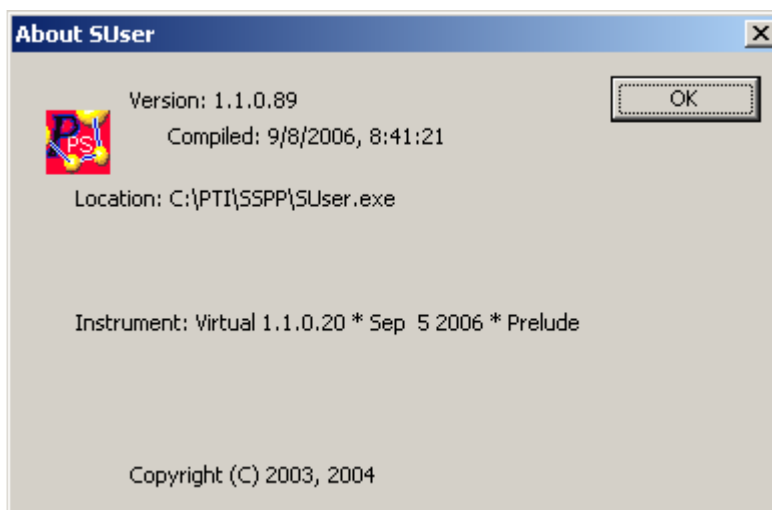 About SUser
Version: 1.1.0.89
OK
PPS
Compiled: 9/8/2006, 8:41:21
Location: C:\PTI\SSPP\SUser.exe
Instrument: Virtual 1.1.0.20 * Sep  5 2006 * Prelude
Copyright (C) 2003, 2004